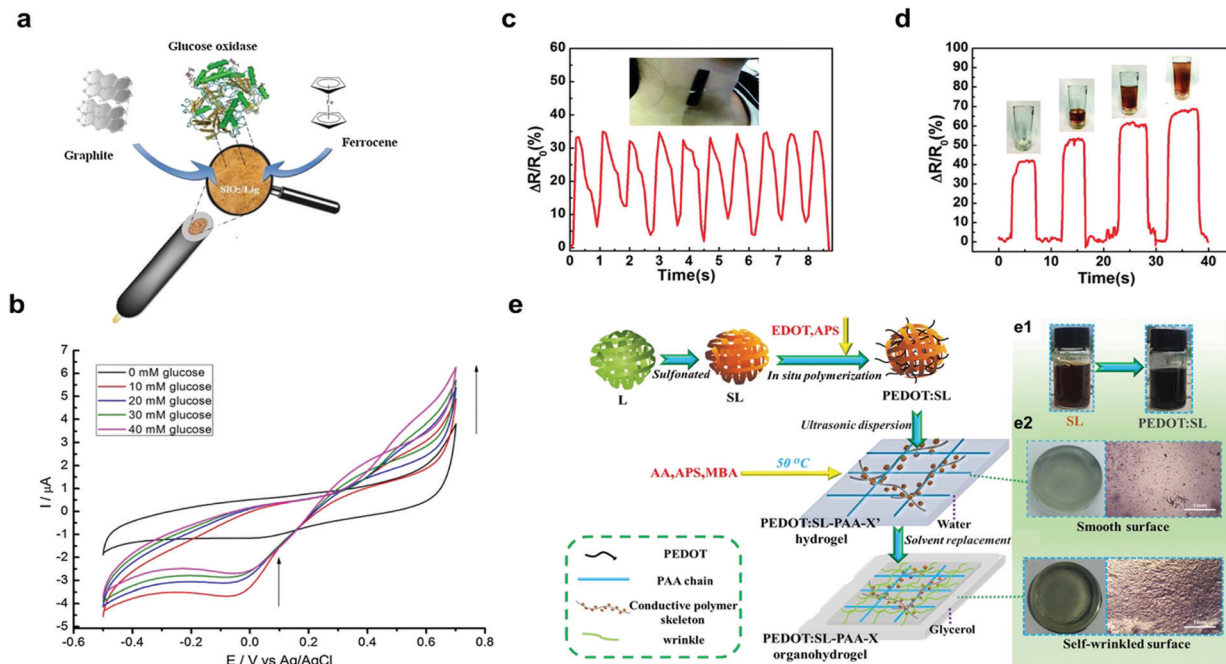 a
Glucose oxidase
Graphite
Ferrocene
Fe
SiO₂/Lig
b
I / µA
7
6
5
4
3
2
1
0
-1
-2
-3
-4
-5
0 mM glucose
10 mM glucose
20 mM glucose
30 mM glucose
40 mM glucose
-0.6 -0.4 -0.2 0.0 0.2 0.4 0.6 0.8
E / V vs Ag/AgCl
c
ΔR/R₀(%)
60
50
40
30
20
10
0
0 1 2 3 4 5 6 7 8
Time(s)
d
ΔR/R₀(%)
100
90
80
70
60
50
40
30
20
10
0
0 10 20 30 40
Time(s)
e
EDOT,APS
Sulfonated
In situ polymerization
L
SL
PEDOT:SL
Ultrasonic dispersion
AA,APS,MBA
50 °C
PEDOT:SL-PAA-X'
hydrogel
Water
Solvent replacement
PEDOT
PAA chain
Conductive polymer
skeleton
wrinkle
PEDOT:SL-PAA-X
organohydrogel
Glycerol
e1
SL
PEDOT:SL
e2
Smooth surface
Self-wrinkled surface